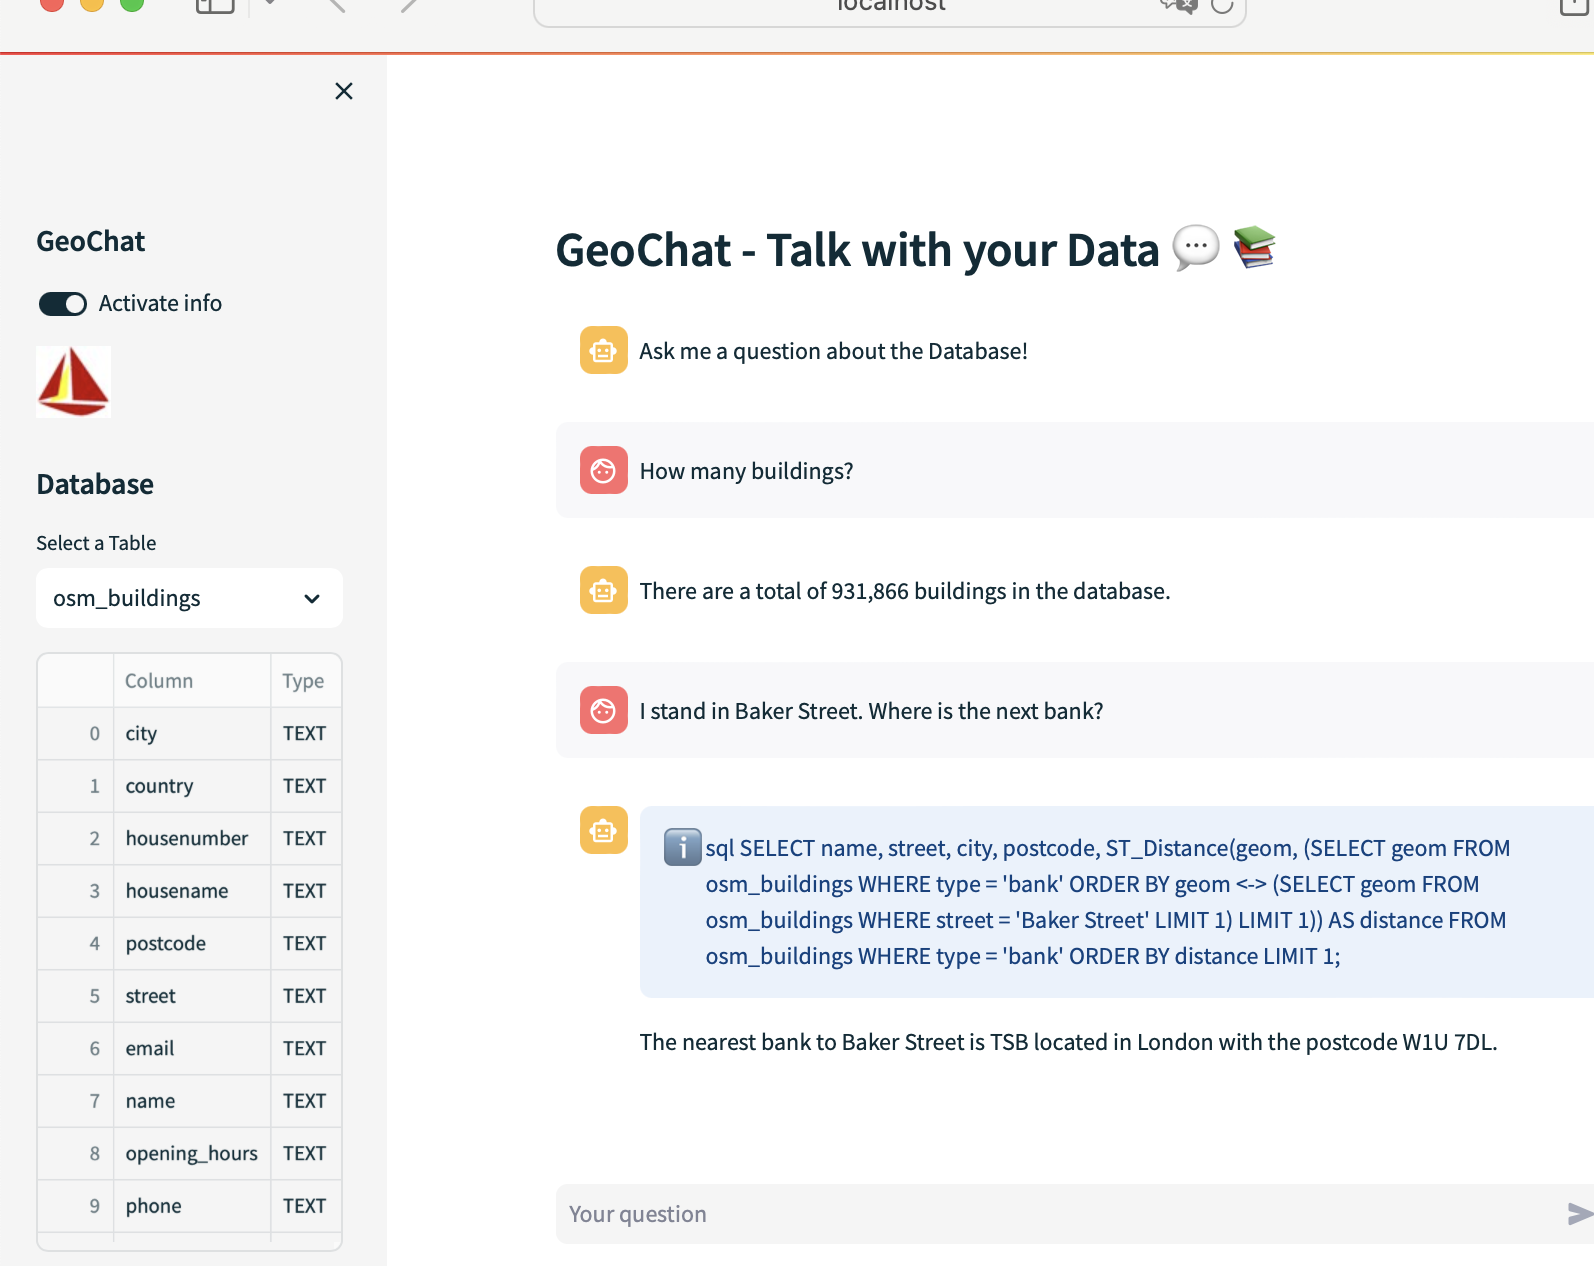 localhost
GeoChat
Activate info
Database
Select a Table
osm_buildings
Column Type
0 city TEXT
1 country TEXT
2 housenumber TEXT
3 housename TEXT
4 postcode TEXT
5 street TEXT
6 email TEXT
7 name TEXT
8 opening_hours TEXT
9 phone TEXT
GeoChat - Talk with your Data 💬 📚
Ask me a question about the Database!
How many buildings?
There are a total of 931,866 buildings in the database.
I stand in Baker Street. Where is the next bank?
ℹ️ sql SELECT name, street, city, postcode, ST_Distance(geom, (SELECT geom FROM
osm_buildings WHERE type = 'bank' ORDER BY geom <-> (SELECT geom FROM
osm_buildings WHERE street = 'Baker Street' LIMIT 1) LIMIT 1)) AS distance FROM
osm_buildings WHERE type = 'bank' ORDER BY distance LIMIT 1;
The nearest bank to Baker Street is TSB located in London with the postcode W1U 7DL.
Your question